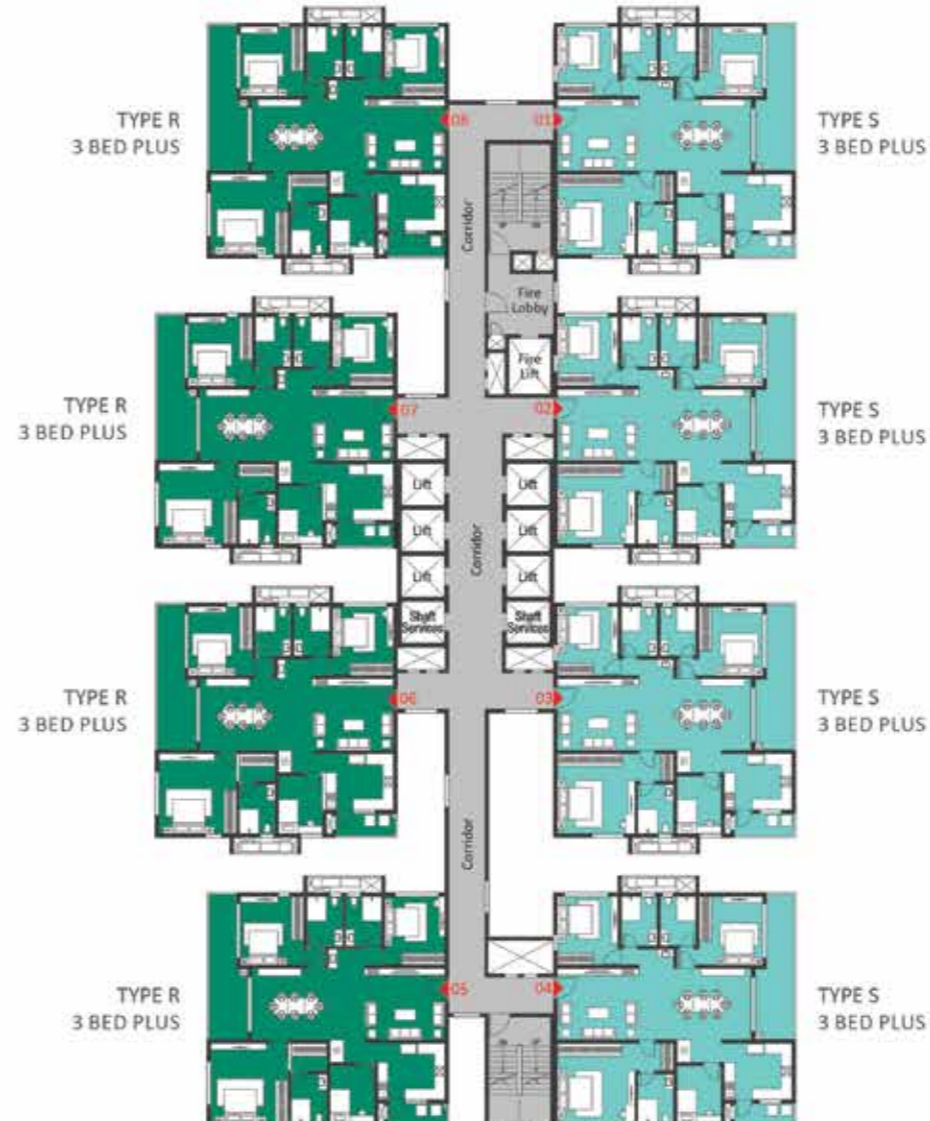 TYPE R
3 BED PLUS
08
01
TYPE S
3 BED PLUS
Corridor
Fire
Lobby
Fire
Lift
TYPE R
3 BED PLUS
07
02
TYPE S
3 BED PLUS
Lift
Lift
Lift
Lift
Corridor
Lift
Lift
Shaft
Services
Shaft
Services
TYPE R
3 BED PLUS
06
03
TYPE S
3 BED PLUS
Corridor
TYPE R
3 BED PLUS
05
04
TYPE S
3 BED PLUS